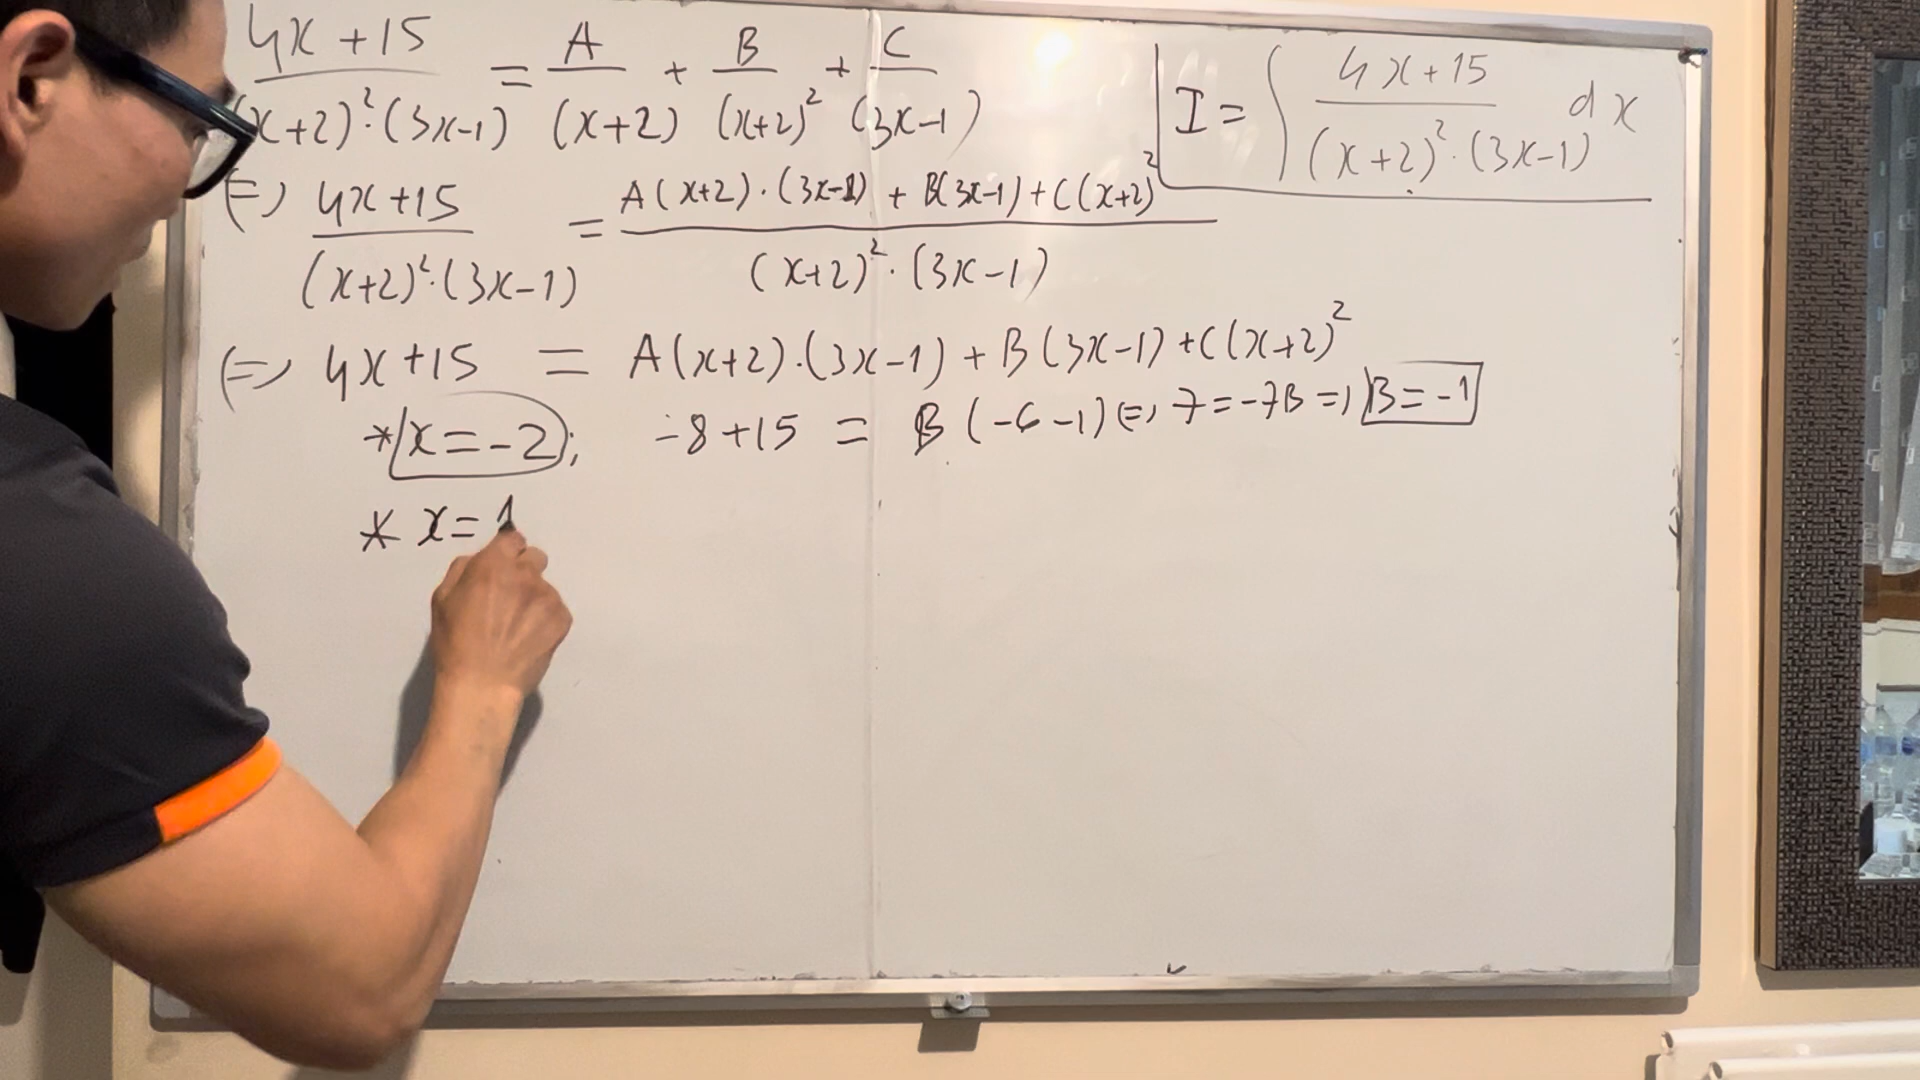 4x+15 / (x+2)²·(3x-1) = A/(x+2) + B/(x+2)² + C/(3x-1)
I = ∫ 4x+15 / (x+2)²·(3x-1) dx
(=) 4x+15 / (x+2)²·(3x-1) = A(x+2)·(3x-1) + B(3x-1) + C(x+2)² / (x+2)²·(3x-1)
(=) 4x+15 = A(x+2)·(3x-1) + B(3x-1) + C(x+2)²
* x=-2; -8+15 = B(-6-1) (=) 7=-7B =) B=-1
* x=1